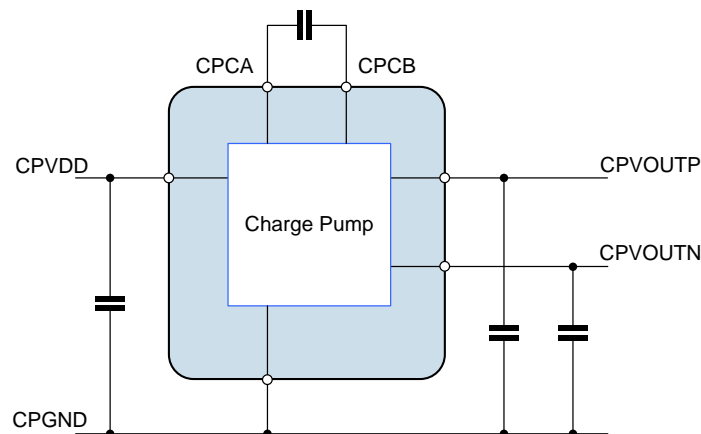 CPCA
CPCB
CPVDD
CPVOUTP
Charge Pump
CPVOUTN
CPGND